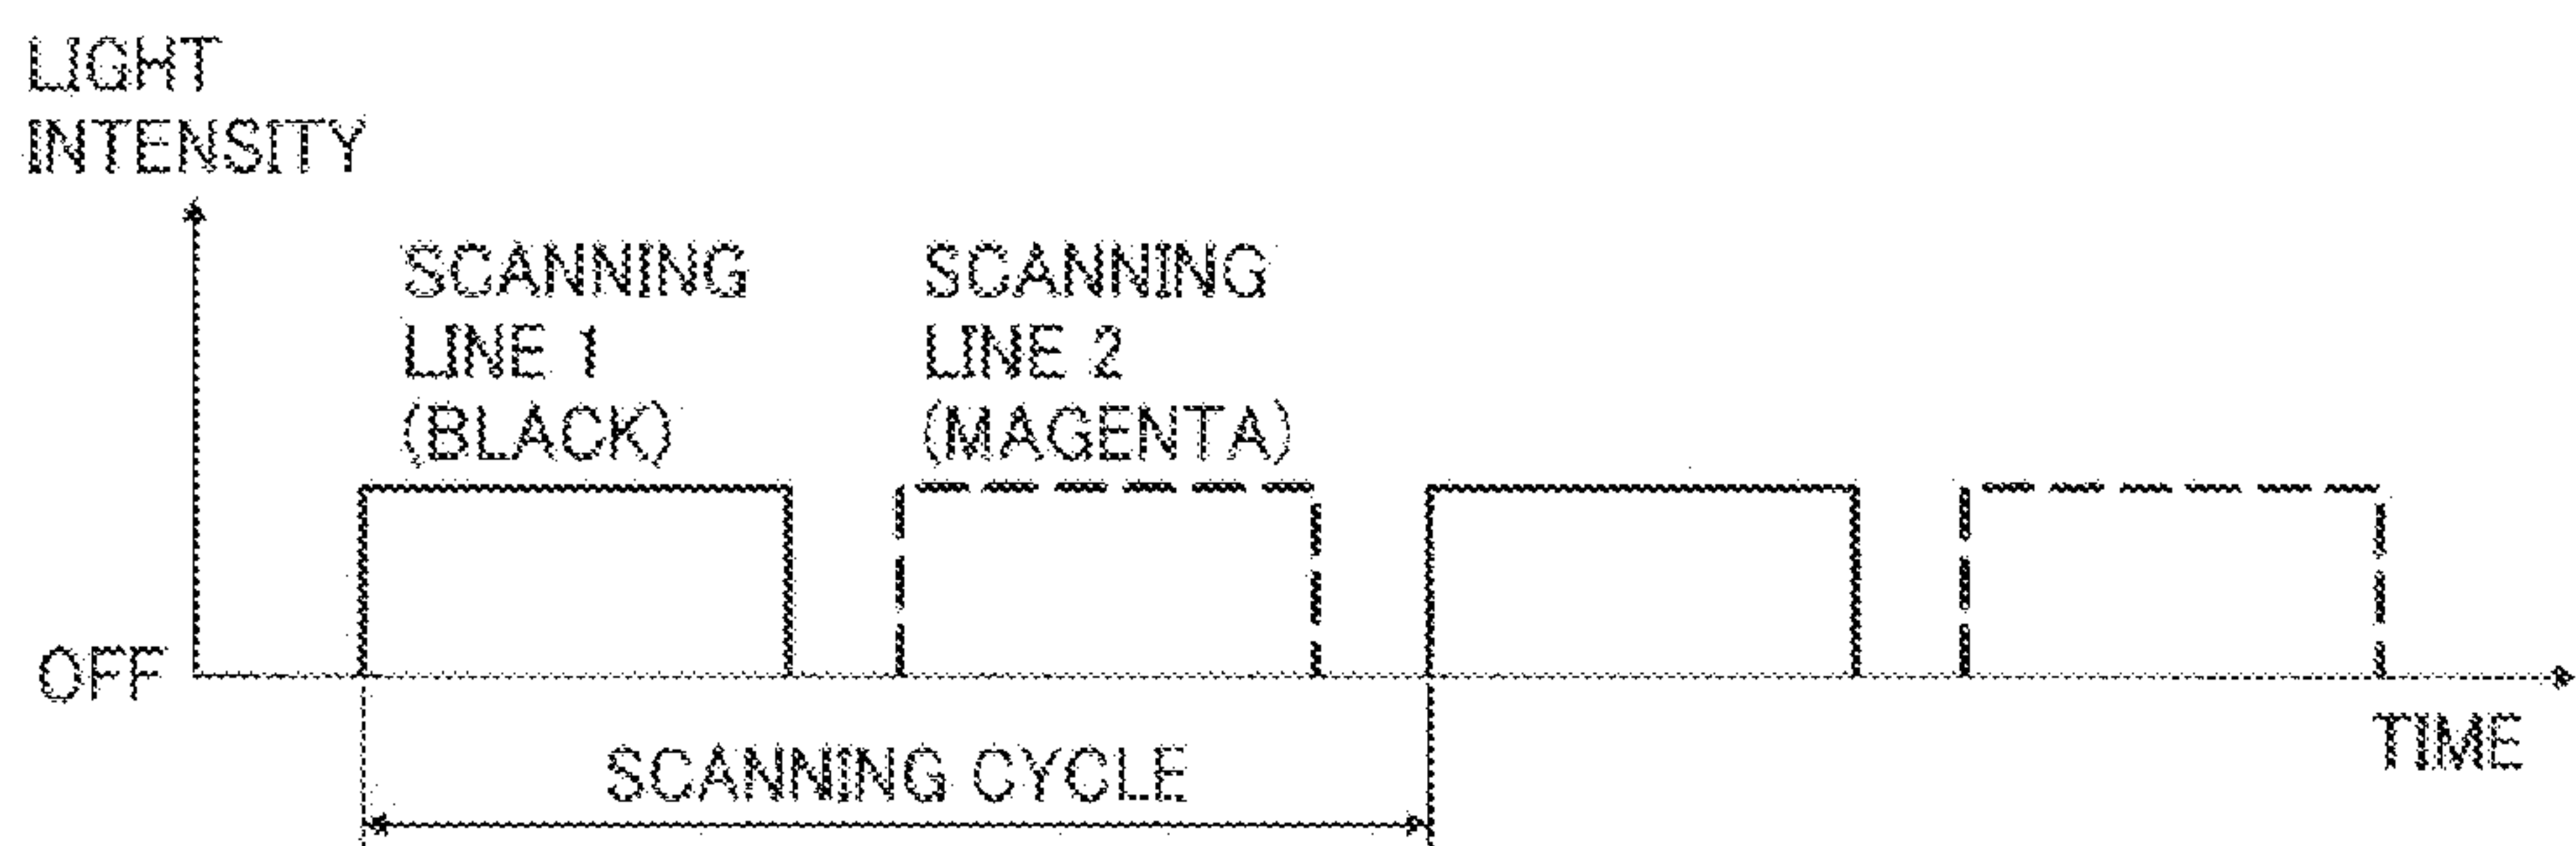 LIGHT
INTENSITY
SCANNING
LINE 1
(BLACK)
SCANNING
LINE 2
(MAGENTA)
OFF
TIME
SCANNING CYCLE